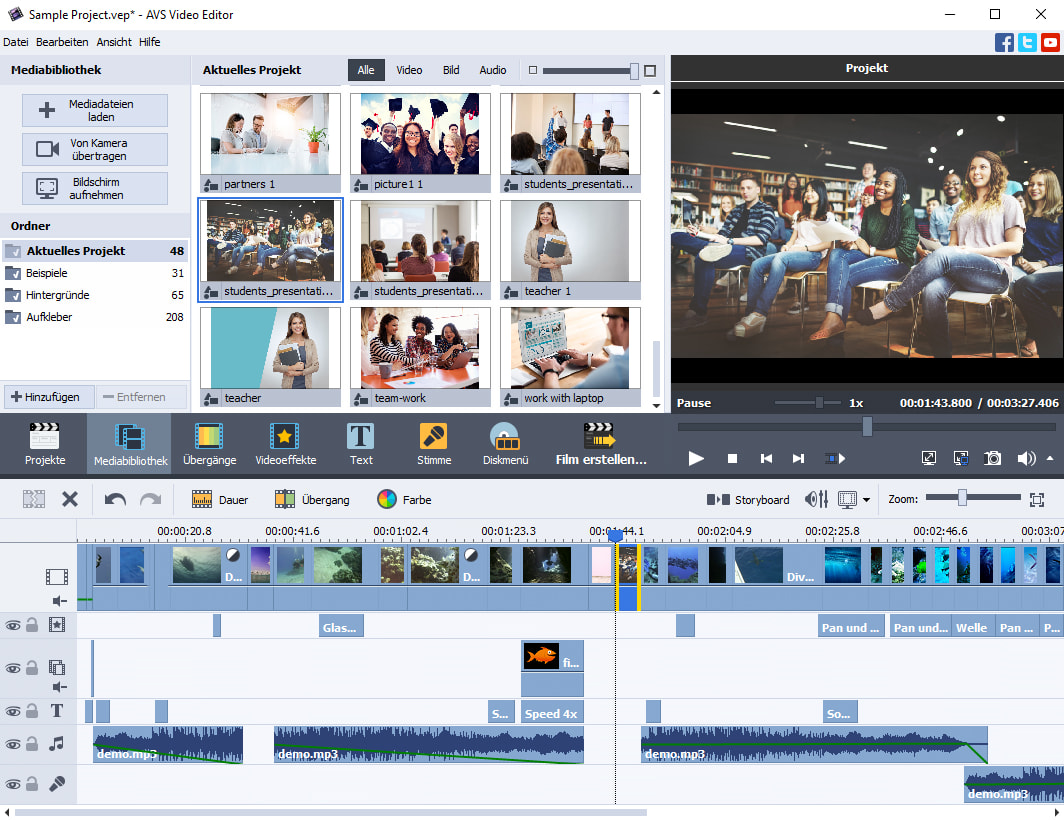 Sample Project.vep* - AVS Video Editor
Datei Bearbeiten Ansicht Hilfe
Mediabibliothek
Mediadateien
laden
Von Kamera
übertragen
Bildschirm
aufnehmen
Ordner
Aktuelles Projekt 48
Beispiele 31
Hintergründe 65
Aufkleber 208
Hinzufügen Entfernen
Aktuelles Projekt Alle Video Bild Audio
partners 1 picture1 1 students_presentati...
students_presentati... students_presentati... teacher 1
teacher team-work work with laptop
Projekt
Pause 1x 00:01:43.800 / 00:03:27.406
Projekte Mediabibliothek Übergänge Videoeffekte Text Stimme Diskmenü Film erstellen...
Dauer Übergang Farbe Storyboard Zoom:
00:00:20.8 00:00:41.6 00:01:02.4 00:01:23.3 00:01:44.1 00:02:04.9 00:02:25.8 00:02:46.6 00:03:07
D... D... Div...
Glas... Pan und ... Pan und... Welle Pan ... P...
fi...
T S... Speed 4x So...
demo.mp3 demo.mp3 demo.mp3
demo.mp3